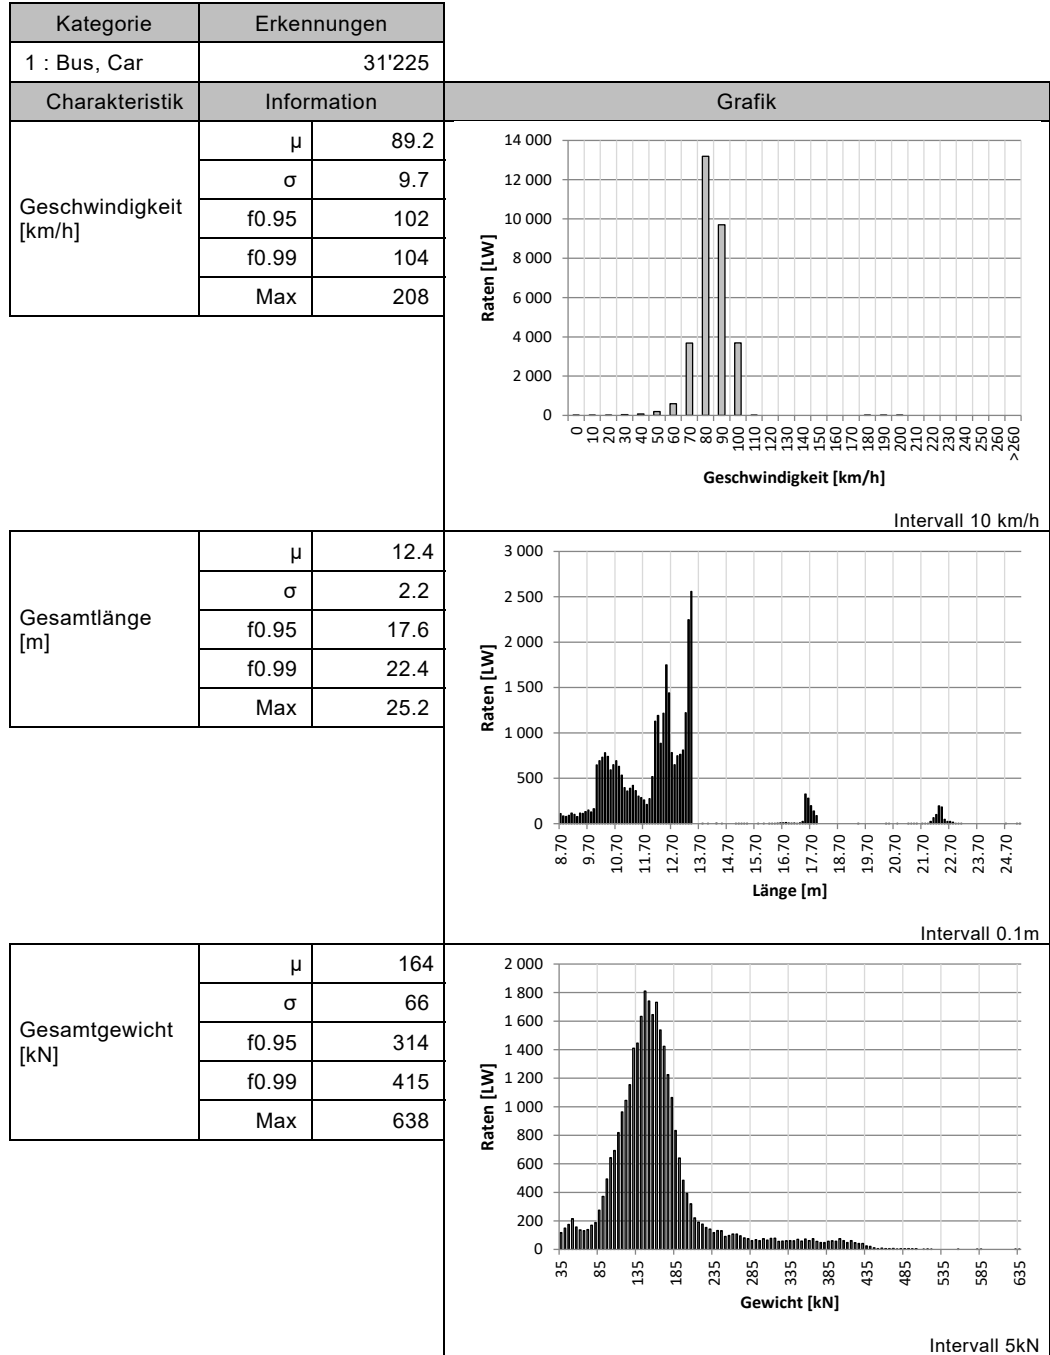 Kategorie Erkennungen
1 : Bus, Car 31'225
Charakteristik Information Grafik
Geschwindigkeit [km/h]
μ 89.2
σ 9.7
f0.95 102
f0.99 104
Max 208
14 000
12 000
10 000
8 000
6 000
4 000
2 000
0
Raten [LW]
0 10 20 30 40 50 60 70 80 90 100 110 120 130 140 150 160 170 180 190 200 210 220 230 240 250 260 >260
Geschwindigkeit [km/h]
Intervall 10 km/h
Gesamtlänge
[m]
μ 12.4
σ 2.2
f0.95 17.6
f0.99 22.4
Max 25.2
3 000
2 500
2 000
1 500
1 000
500
0
Raten [LW]
8.70 9.70 10.70 11.70 12.70 13.70 14.70 15.70 16.70 17.70 18.70 19.70 20.70 21.70 22.70 23.70 24.70
Länge [m]
Intervall 0.1m
Gesamtgewicht
[kN]
μ 164
σ 66
f0.95 314
f0.99 415
Max 638
2 000
1 800
1 600
1 400
1 200
1 000
800
600
400
200
0
Raten [LW]
35 85 135 185 235 285 335 385 435 485 535 585 635
Gewicht [kN]
Intervall 5kN